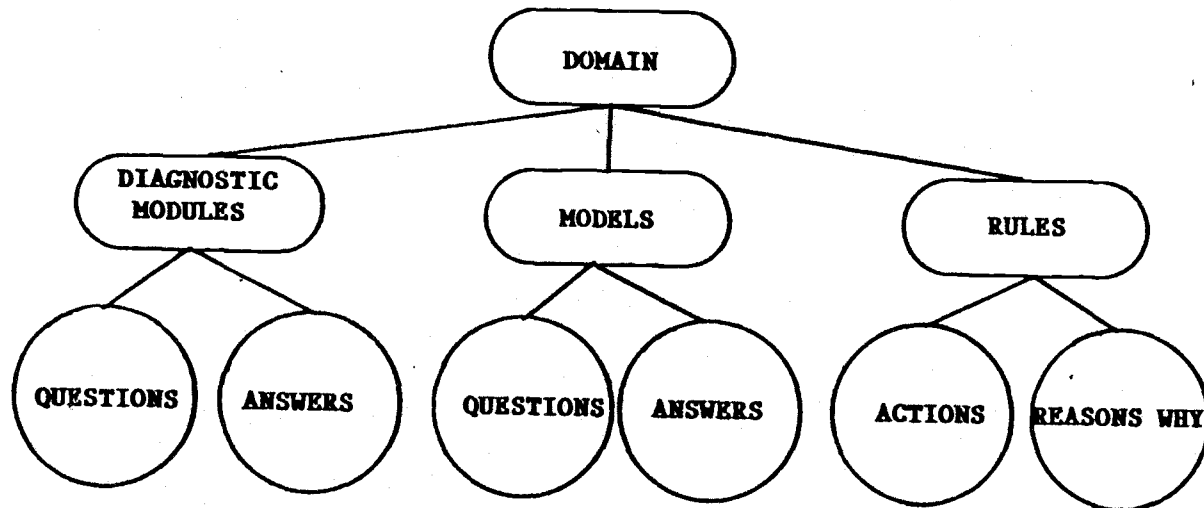 DOMAIN
DIAGNOSTIC
MODULES
MODELS
RULES
QUESTIONS
ANSWERS
QUESTIONS
ANSWERS
ACTIONS
REASONS WHY